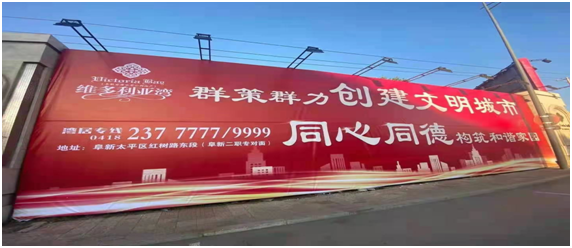 Victoria Bay
维多利亚湾
湾居专线 0418 237 7777/9999
地址：阜新太平区红树路东段（阜新二职专对面）
群策群力创建文明城市
同心同德构筑和谐家园